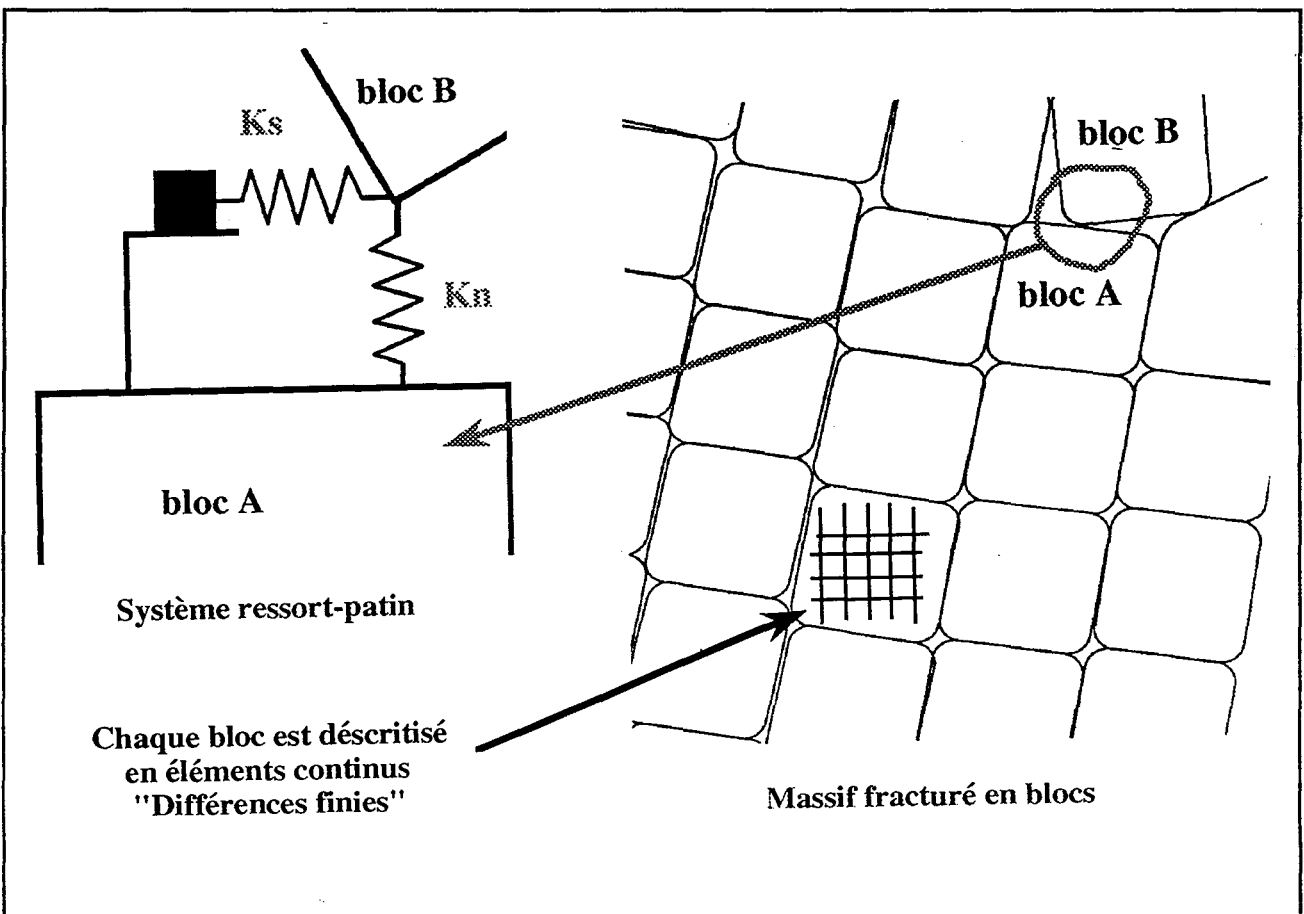 bloc B
Ks
Kn
bloc A
Système ressort-patin
Chaque bloc est déscritisé
en éléments continus
"Différences finies"
bloc B
bloc A
Massif fracturé en blocs